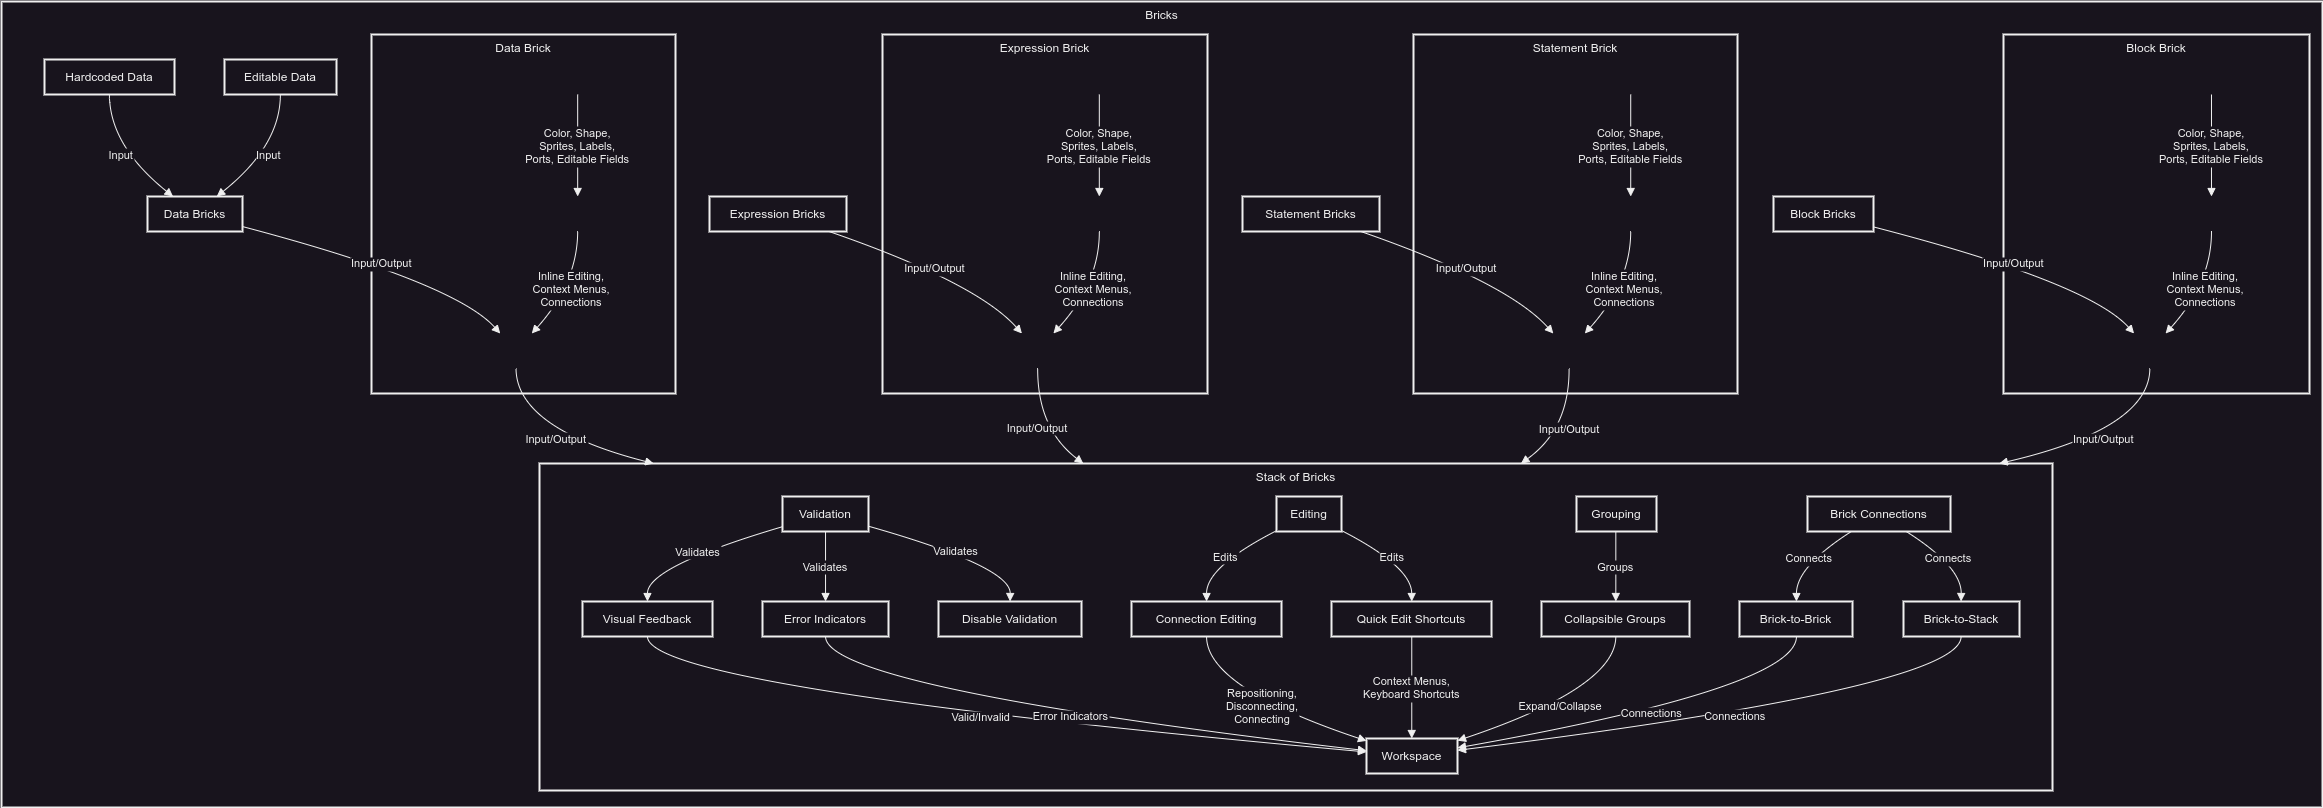 Bricks
Data Brick
Expression Brick
Statement Brick
Block Brick
Hardcoded Data
Editable Data
Color, Shape,
Sprites, Labels,
Ports, Editable Fields
Color, Shape,
Sprites, Labels,
Ports, Editable Fields
Color, Shape,
Sprites, Labels,
Ports, Editable Fields
Color, Shape,
Sprites, Labels,
Ports, Editable Fields
Input
Input
Data Bricks
Expression Bricks
Statement Bricks
Block Bricks
Input/Output
Inline Editing,
Context Menus,
Connections
Input/Output
Inline Editing,
Context Menus,
Connections
Input/Output
Inline Editing,
Context Menus,
Connections
Input/Output
Inline Editing,
Context Menus,
Connections
Input/Output
Input/Output
Input/Output
Input/Output
Stack of Bricks
Validation
Editing
Grouping
Brick Connections
Validates
Validates
Validates
Edits
Edits
Groups
Connects
Connects
Visual Feedback
Error Indicators
Disable Validation
Connection Editing
Quick Edit Shortcuts
Collapsible Groups
Brick-to-Brick
Brick-to-Stack
Valid/Invalid
Error Indicators
Repositioning,
Disconnecting,
Connecting
Context Menus,
Keyboard Shortcuts
Expand/Collapse
Connections
Connections
Workspace